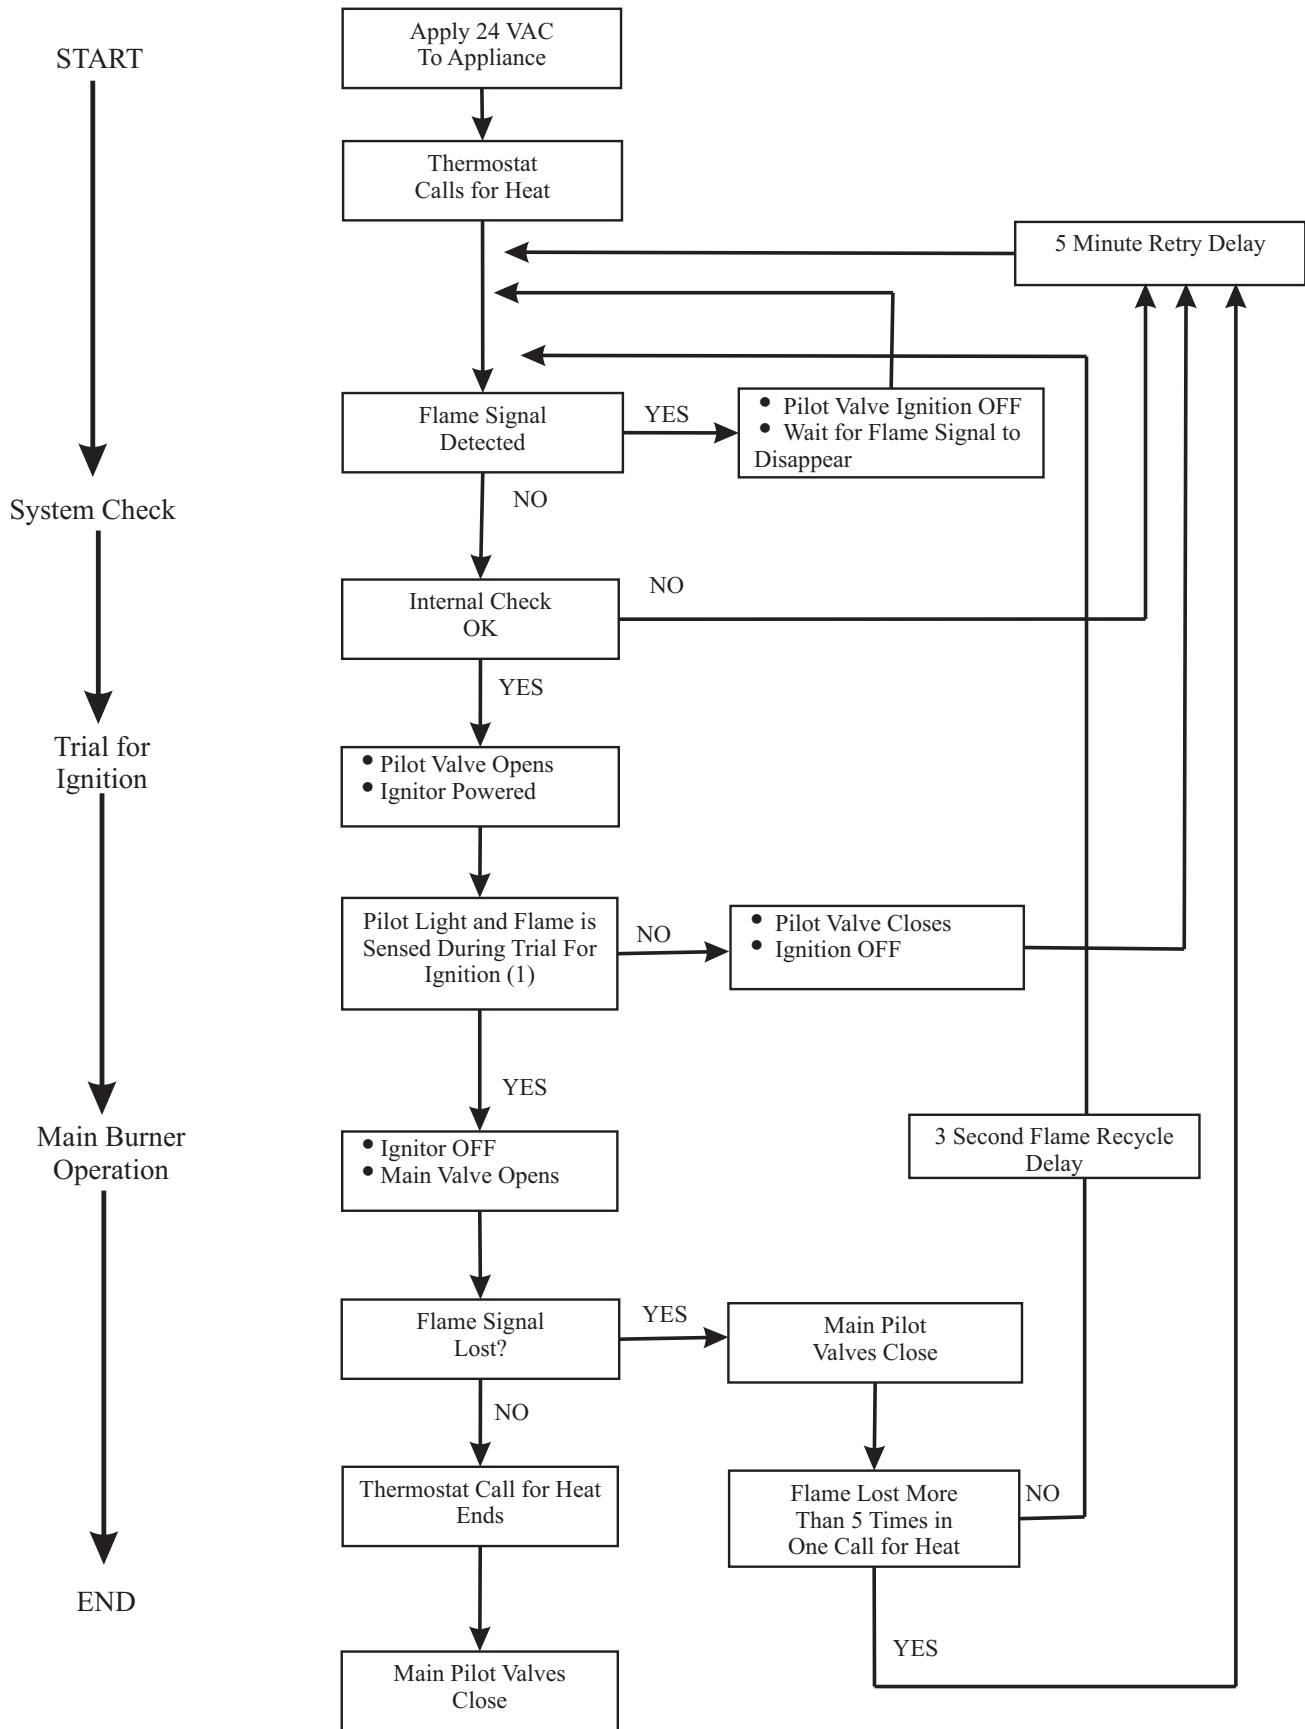 Apply 24 VAC
To Appliance
START
Thermostat
Calls for Heat
5 Minute Retry Delay
Flame Signal
Detected
YES
• Pilot Valve Ignition OFF
• Wait for Flame Signal to
Disappear
NO
System Check
Internal Check
OK
NO
YES
Trial for
Ignition
• Pilot Valve Opens
• Ignitor Powered
Pilot Light and Flame is
Sensed During Trial For
Ignition (1)
NO
• Pilot Valve Closes
• Ignition OFF
YES
Main Burner
Operation
• Ignitor OFF
• Main Valve Opens
3 Second Flame Recycle
Delay
Flame Signal
Lost?
YES
Main Pilot
Valves Close
NO
Thermostat Call for Heat
Ends
Flame Lost More
Than 5 Times in
One Call for Heat
NO
END
YES
Main Pilot Valves
Close